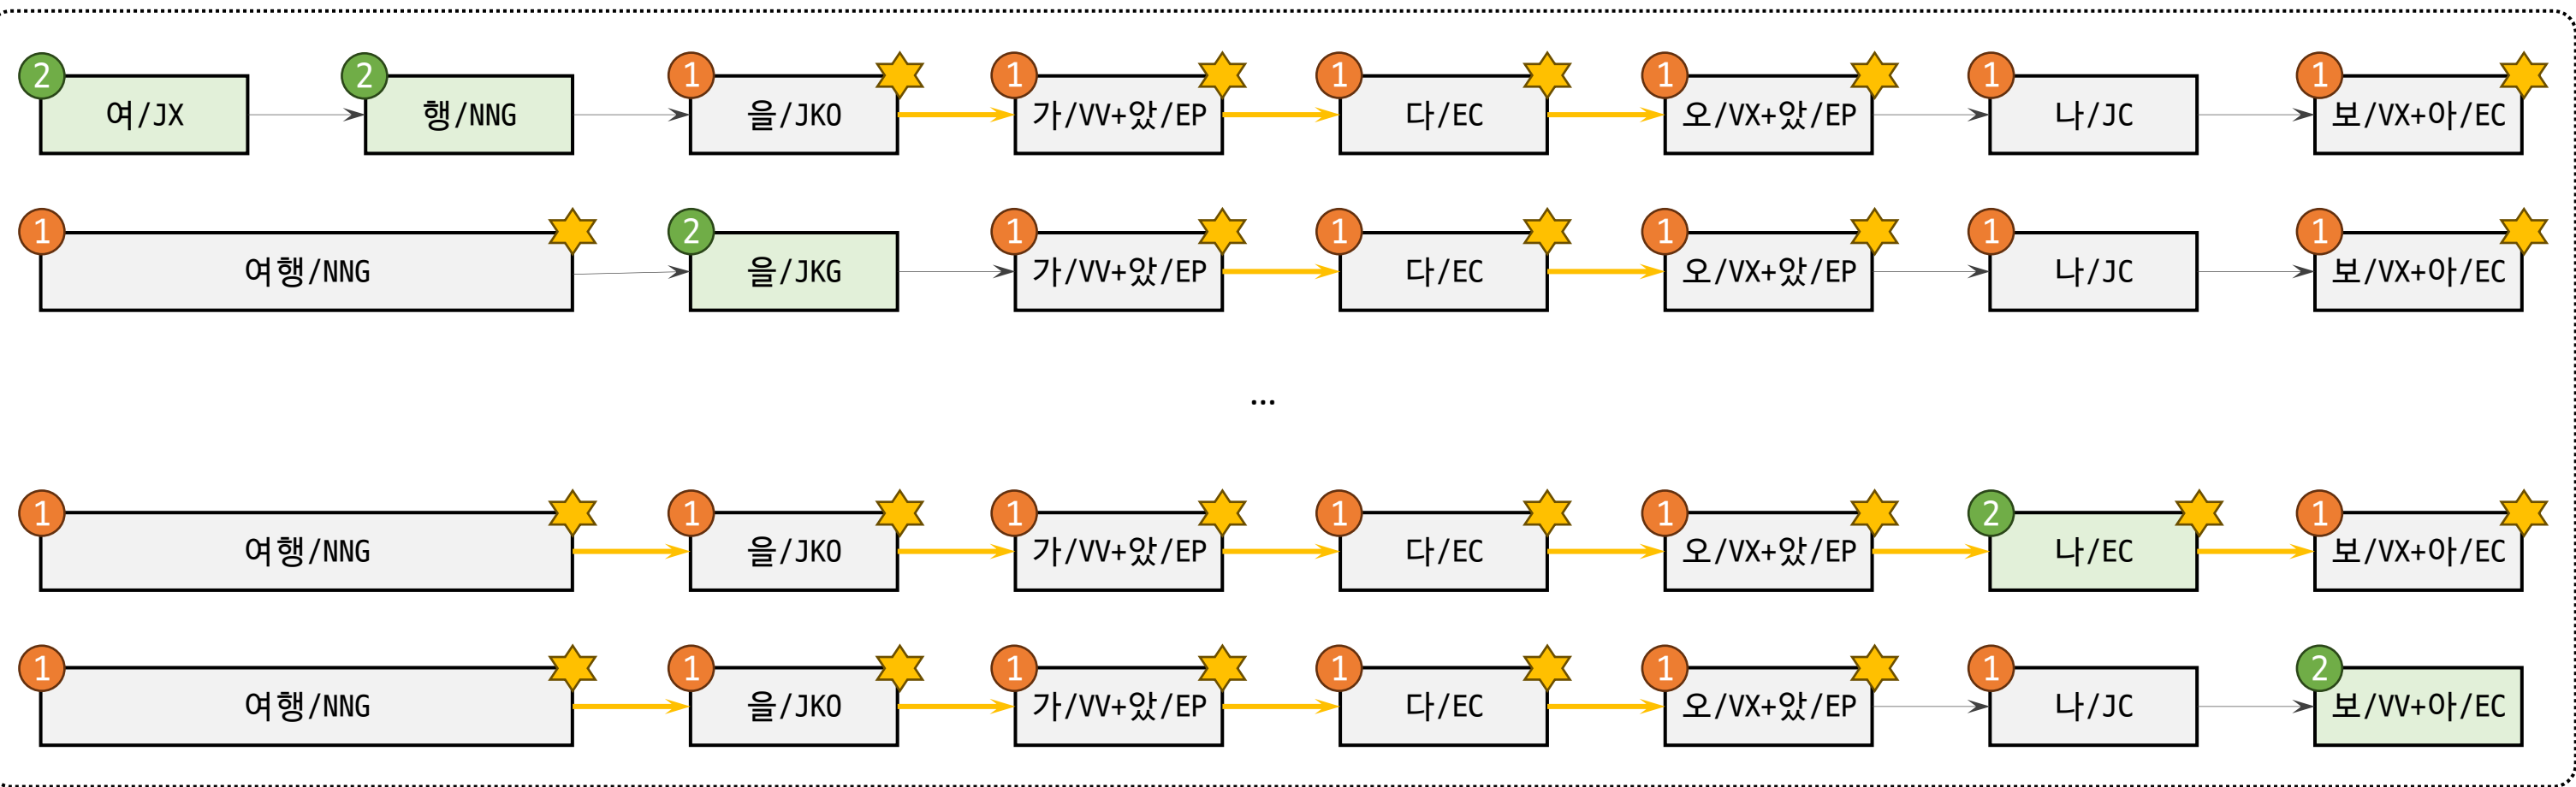 2 여/JX 2 행/NNG 1 을/JKO 1 가/VV+았/EP 1 다/EC 1 오/VX+았/EP 1 나/JC 1 보/VX+아/EC
1 여행/NNG 2 을/JKG 1 가/VV+았/EP 1 다/EC 1 오/VX+았/EP 1 나/JC 1 보/VX+아/EC
...
1 여행/NNG 1 을/JKO 1 가/VV+았/EP 1 다/EC 1 오/VX+았/EP 2 나/EC 1 보/VX+아/EC
1 여행/NNG 1 을/JKO 1 가/VV+았/EP 1 다/EC 1 오/VX+았/EP 1 나/JC 2 보/VV+아/EC